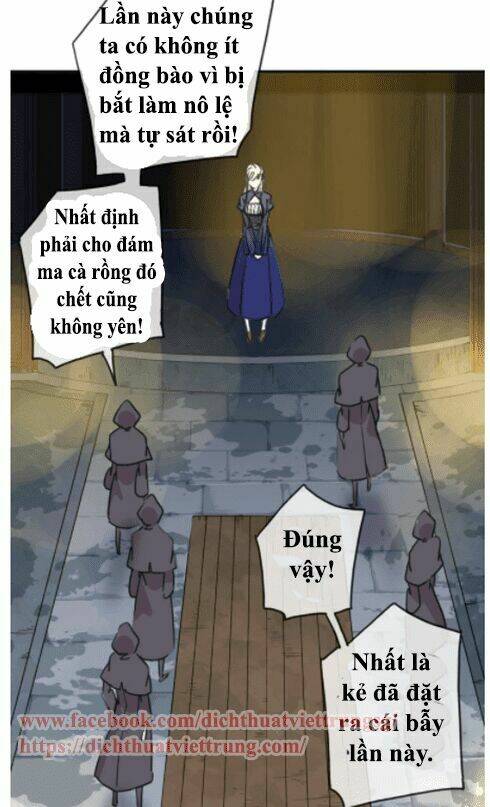 Lần này chúng
ta có không ít
đồng bào vì bị
bắt làm nô lệ
mà tự sát rồi!
Nhất định
phải cho đám
ma cà rồng đó
chết cũng
không yên!
Đúng
vậy!
Nhất là
kẻ đã đặt
ra cái bẫy
lần này.
www.facebook.com/dichthuatviettrung
https://dichthuatviettrung.com/